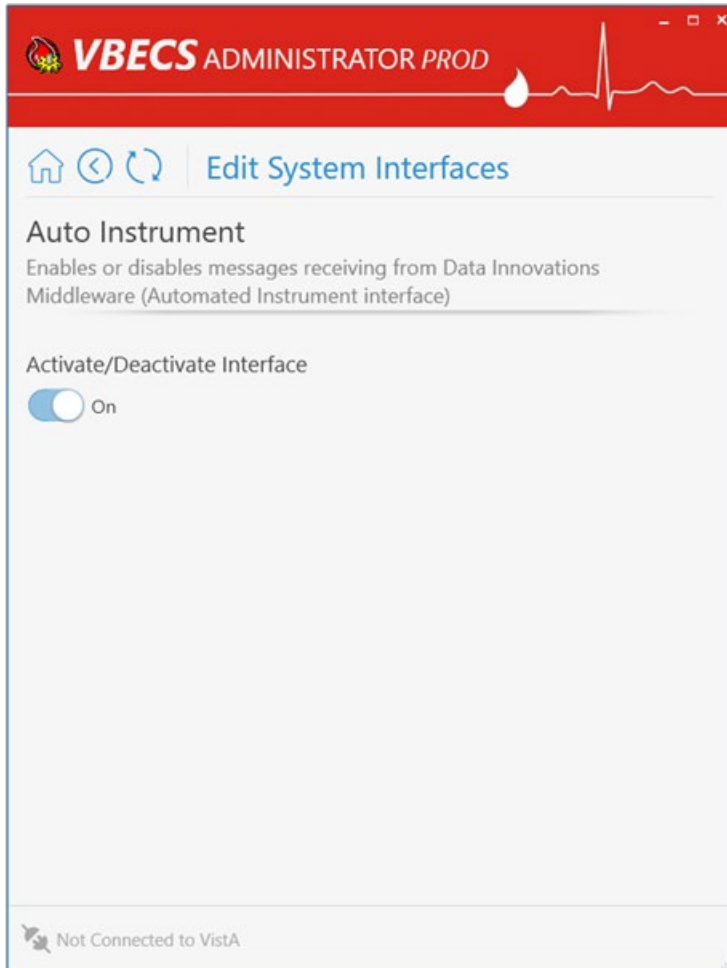 VBECS ADMINISTRATOR PROD
Edit System Interfaces
Auto Instrument
Enables or disables messages receiving from Data Innovations
Middleware (Automated Instrument interface)
Activate/Deactivate Interface
On
Not Connected to VistA